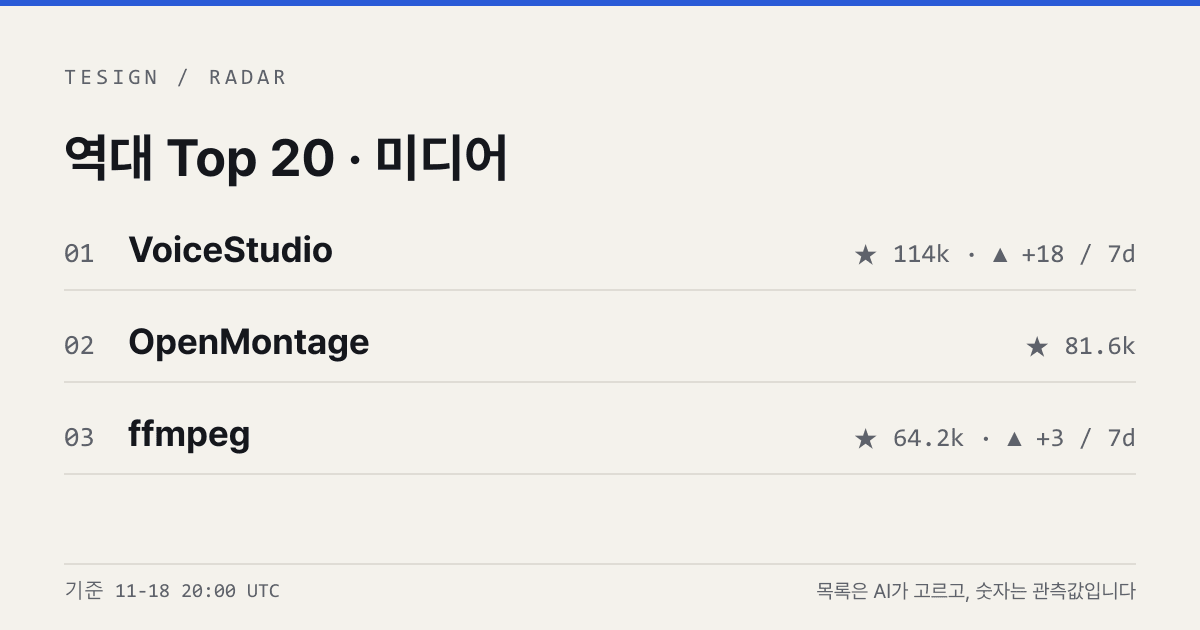 TESIGN / RADAR
역대 Top 20 · 미디어
01 VoiceStudio ★ 114k · ▲ +18 / 7d
02 OpenMontage ★ 81.6k
03 ffmpeg ★ 64.2k · ▲ +3 / 7d
기준 11-18 20:00 UTC 목록은 AI가 고르고, 숫자는 관측값입니다